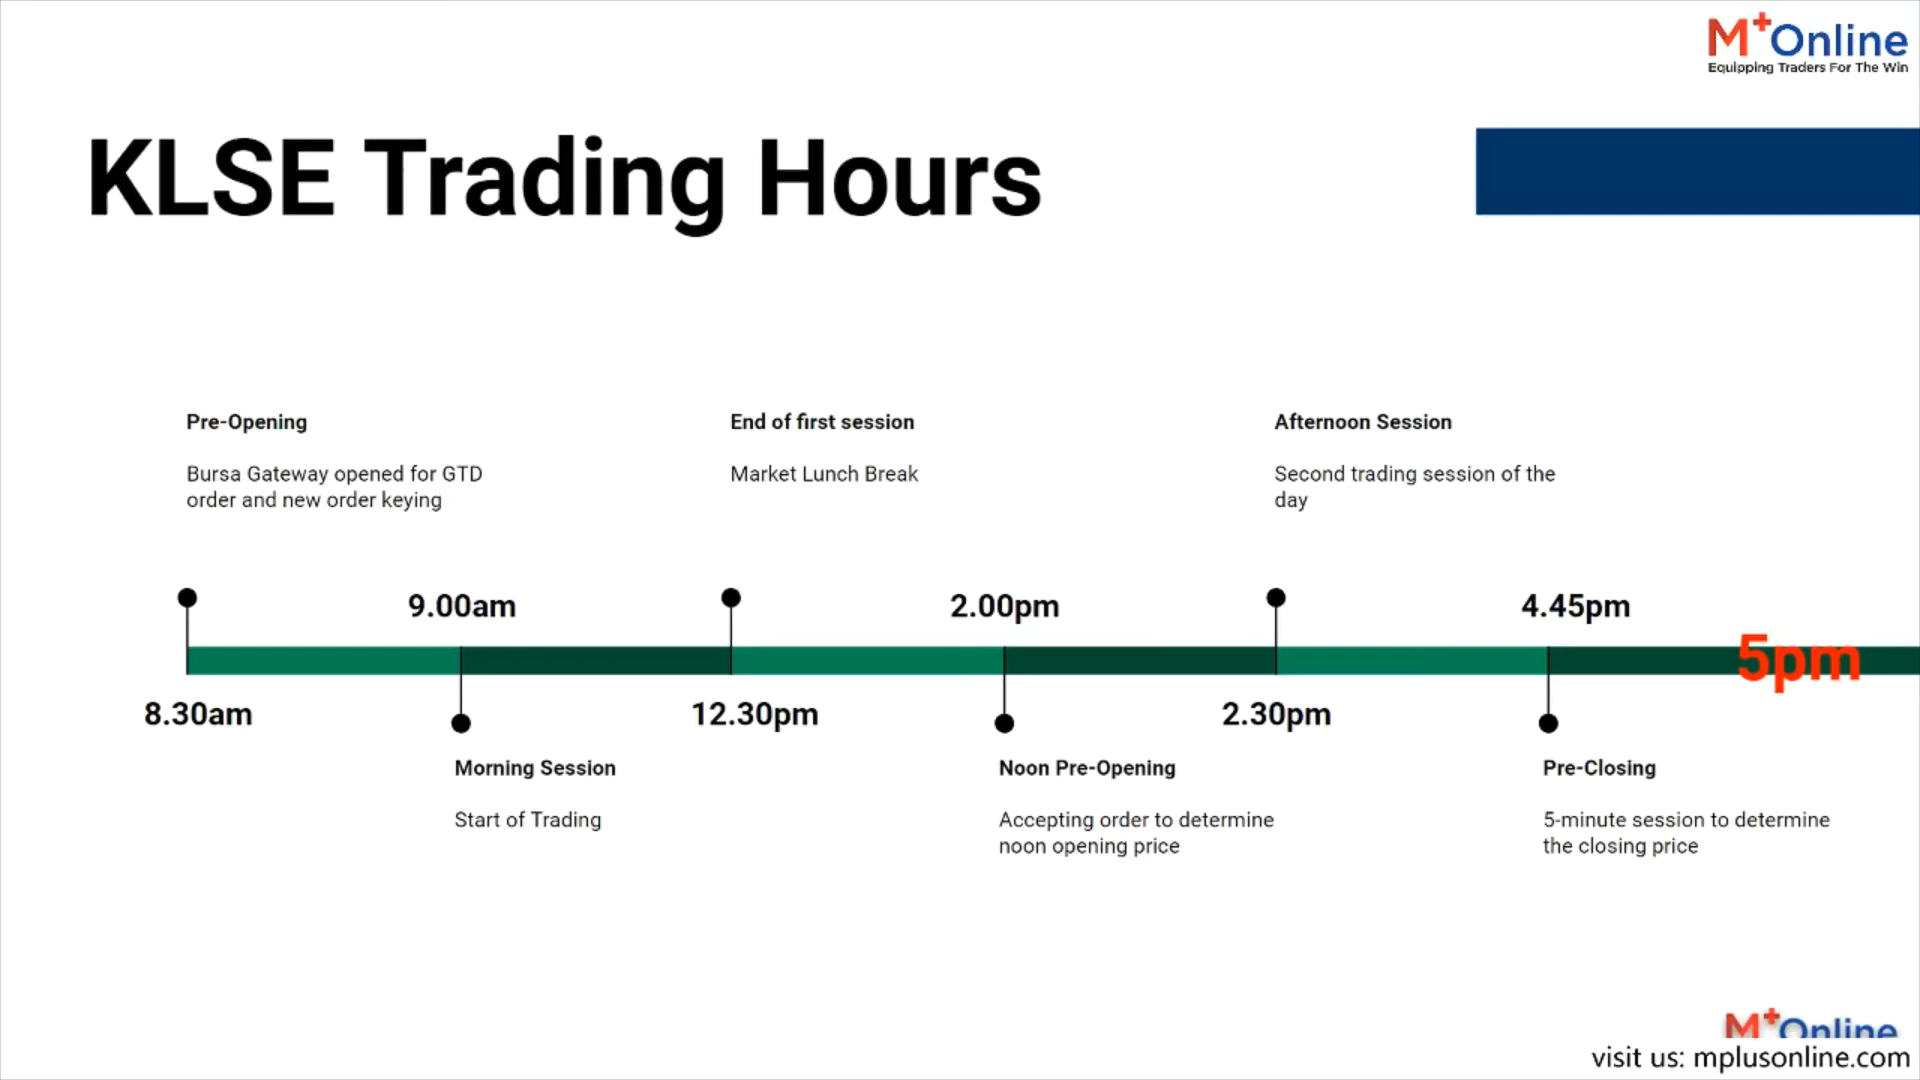 M+Online
Equipping Traders For The Win
KLSE Trading Hours
Pre-Opening
Bursa Gateway opened for GTD
order and new order keying
End of first session
Market Lunch Break
Afternoon Session
Second trading session of the
day
9.00am
2.00pm
4.45pm
5pm
8.30am
12.30pm
2.30pm
Morning Session
Start of Trading
Noon Pre-Opening
Accepting order to determine
noon opening price
Pre-Closing
5-minute session to determine
the closing price
M+Online
visit us: mplusonline.com